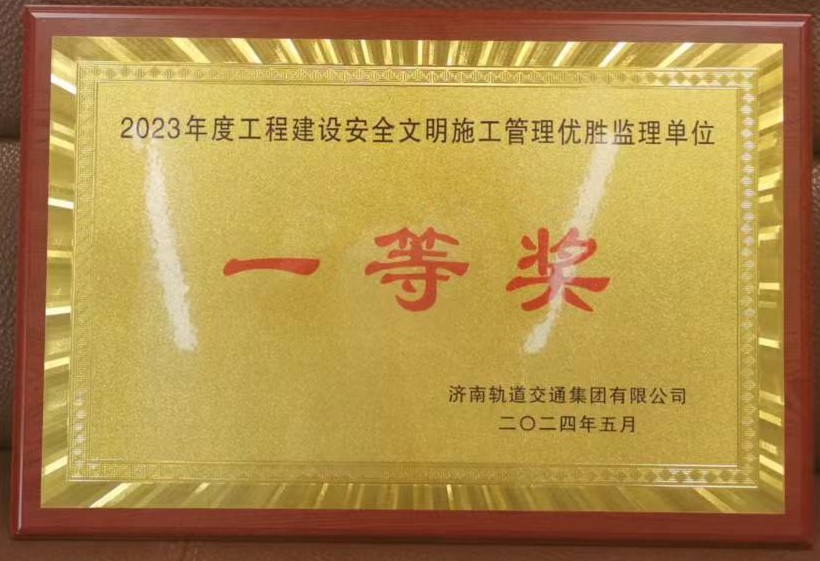 2023年度工程建设安全文明施工管理优胜监理单位
一等奖
济南轨道交通集团有限公司
二〇二四年五月